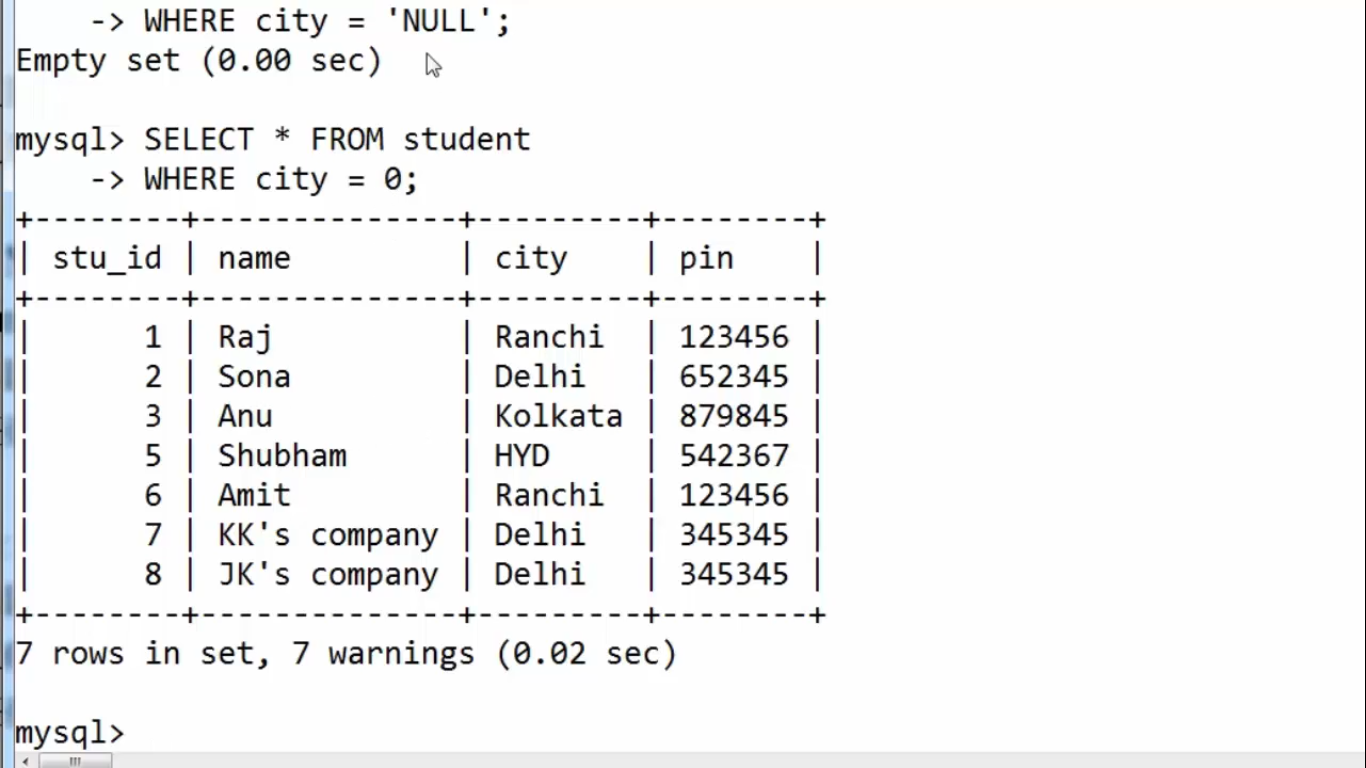 -> WHERE city = 'NULL';
Empty set (0.00 sec)
mysql> SELECT * FROM student
    -> WHERE city = 0;
+--------+--------------+---------+--------+
| stu_id | name         | city    | pin    |
+--------+--------------+---------+--------+
|      1 | Raj          | Ranchi  | 123456 |
|      2 | Sona         | Delhi   | 652345 |
|      3 | Anu          | Kolkata | 879845 |
|      5 | Shubham      | HYD     | 542367 |
|      6 | Amit         | Ranchi  | 123456 |
|      7 | KK's company | Delhi   | 345345 |
|      8 | JK's company | Delhi   | 345345 |
+--------+--------------+---------+--------+
7 rows in set, 7 warnings (0.02 sec)
mysql>